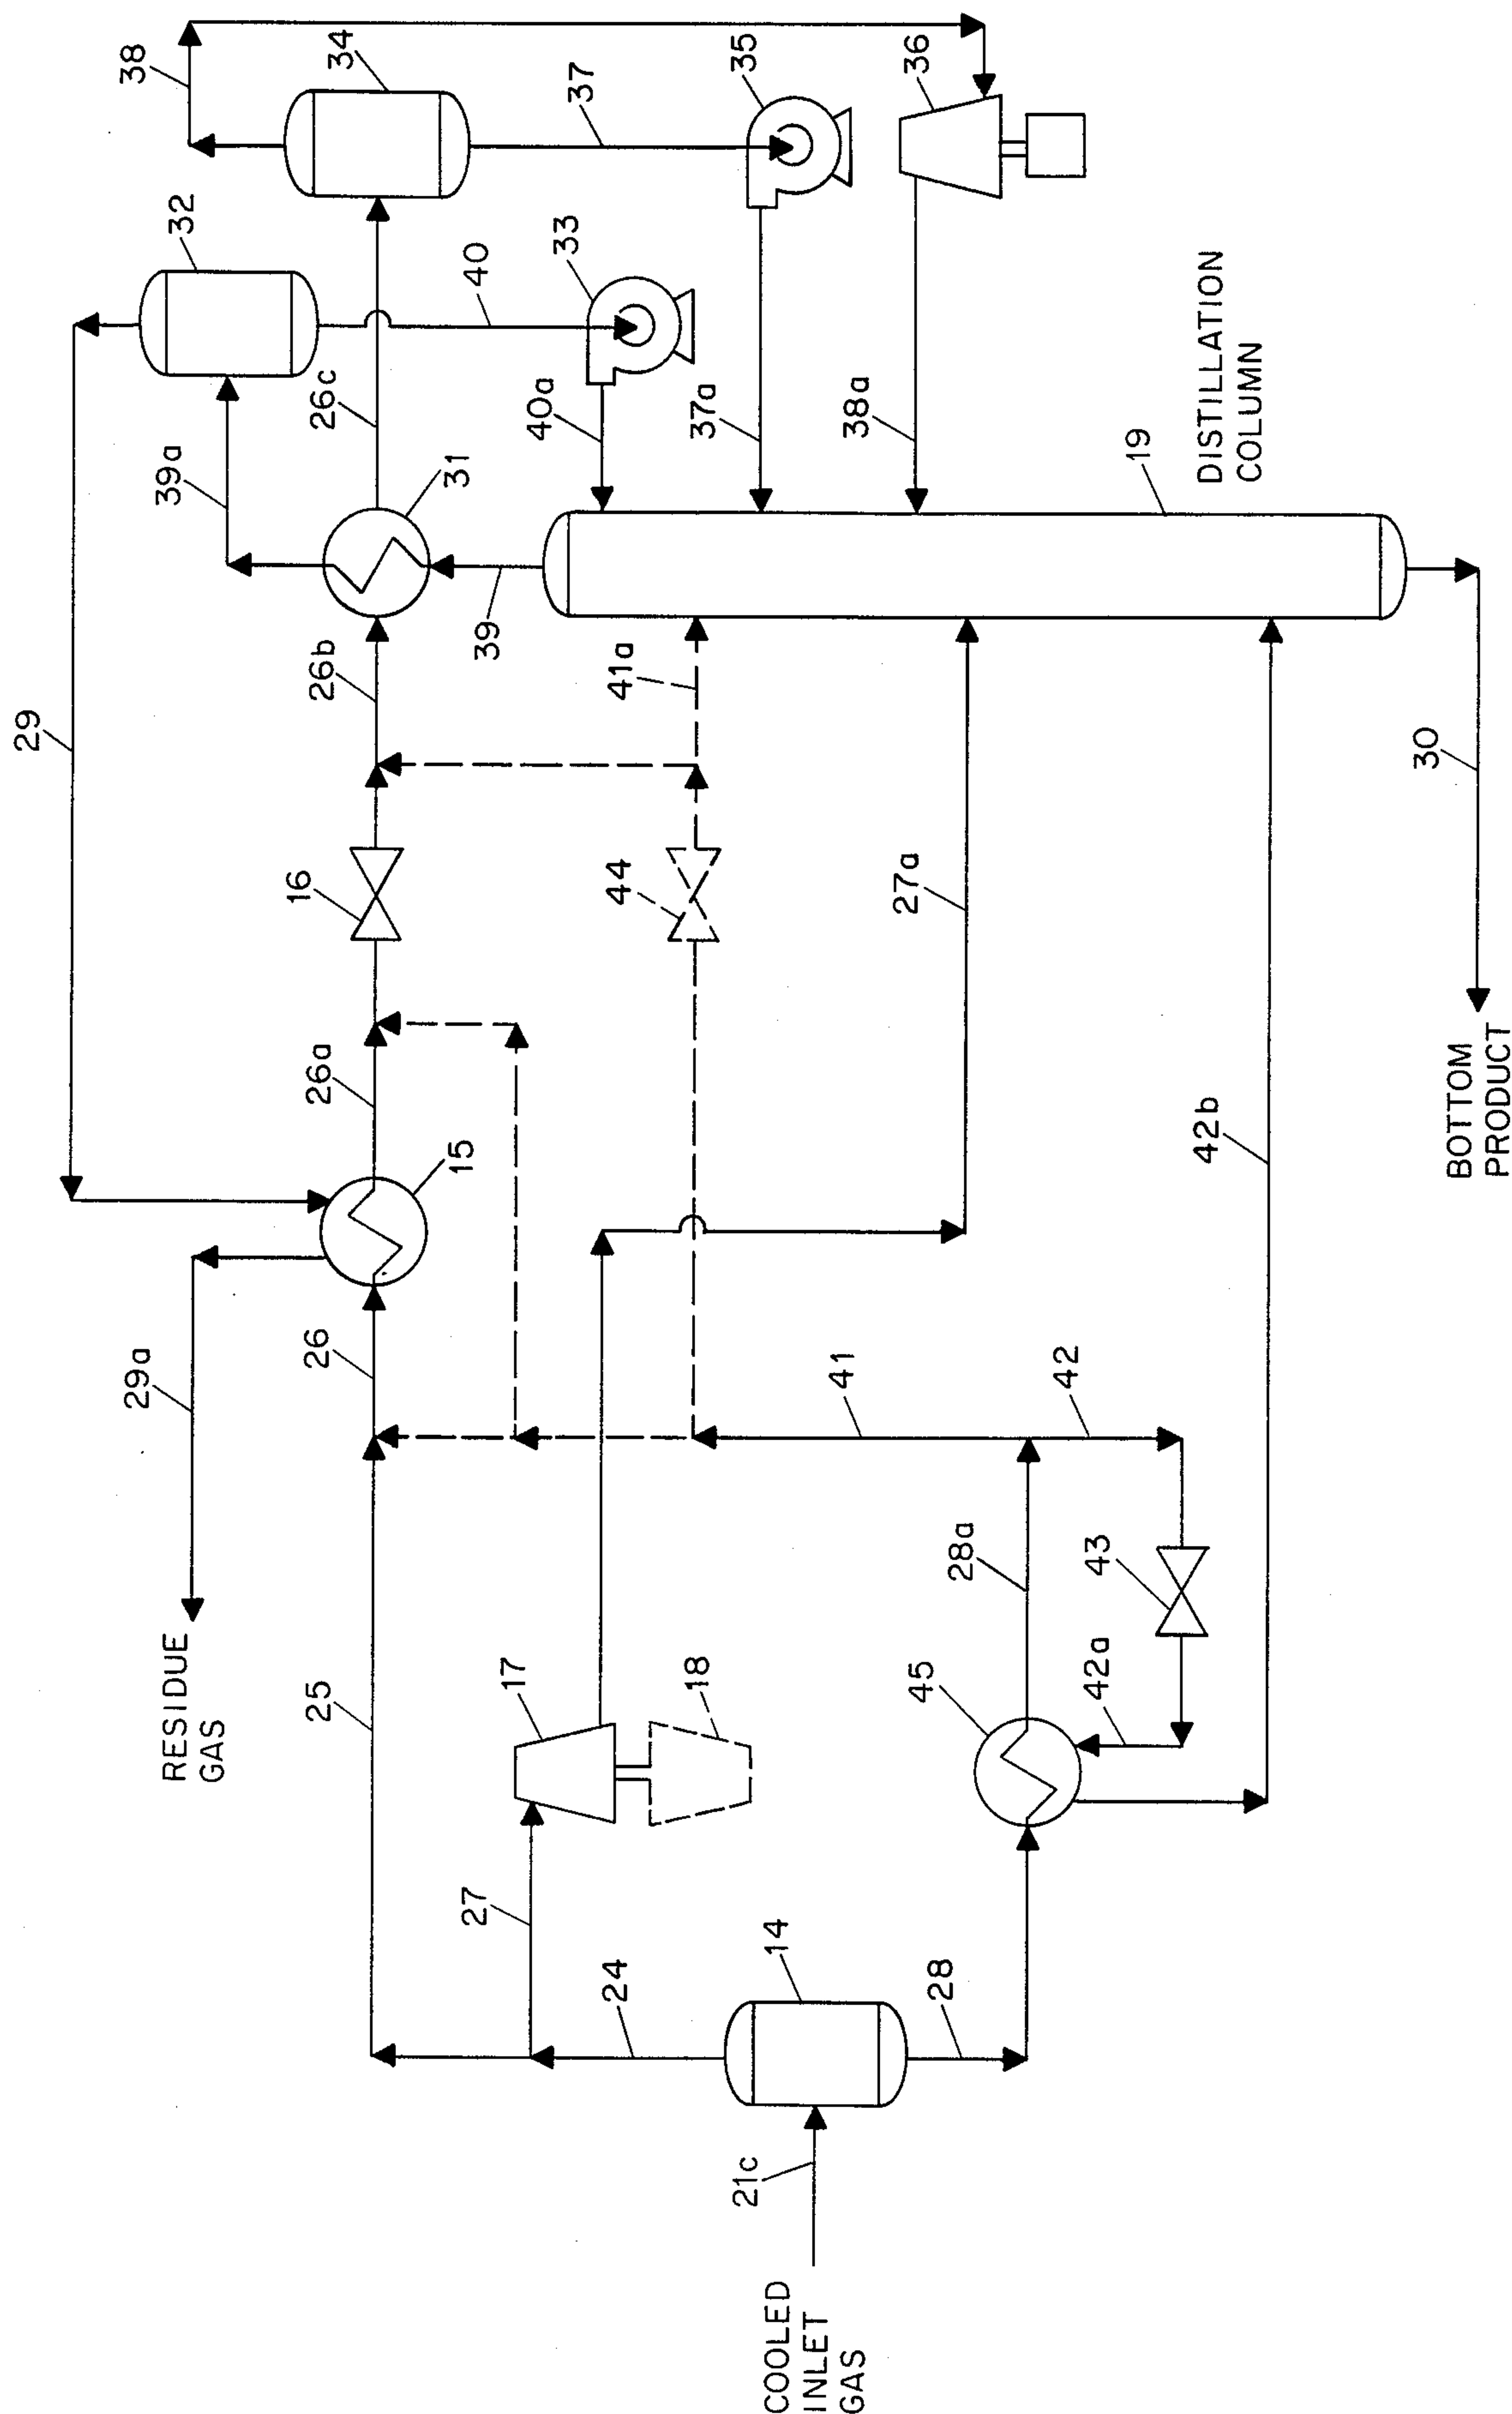 COOLED
INLET
GAS
21c
14
24
28
25
27
17
18
45
28a
42a
43
41
42
RESIDUE
GAS
29a
26
15
26a
29
16
44
27a
42b
26b
41a
39
31
39a
26c
32
40
33
40a
38
34
37
35
37a
36
38a
19
DISTILLATION
COLUMN
30
BOTTOM
PRODUCT